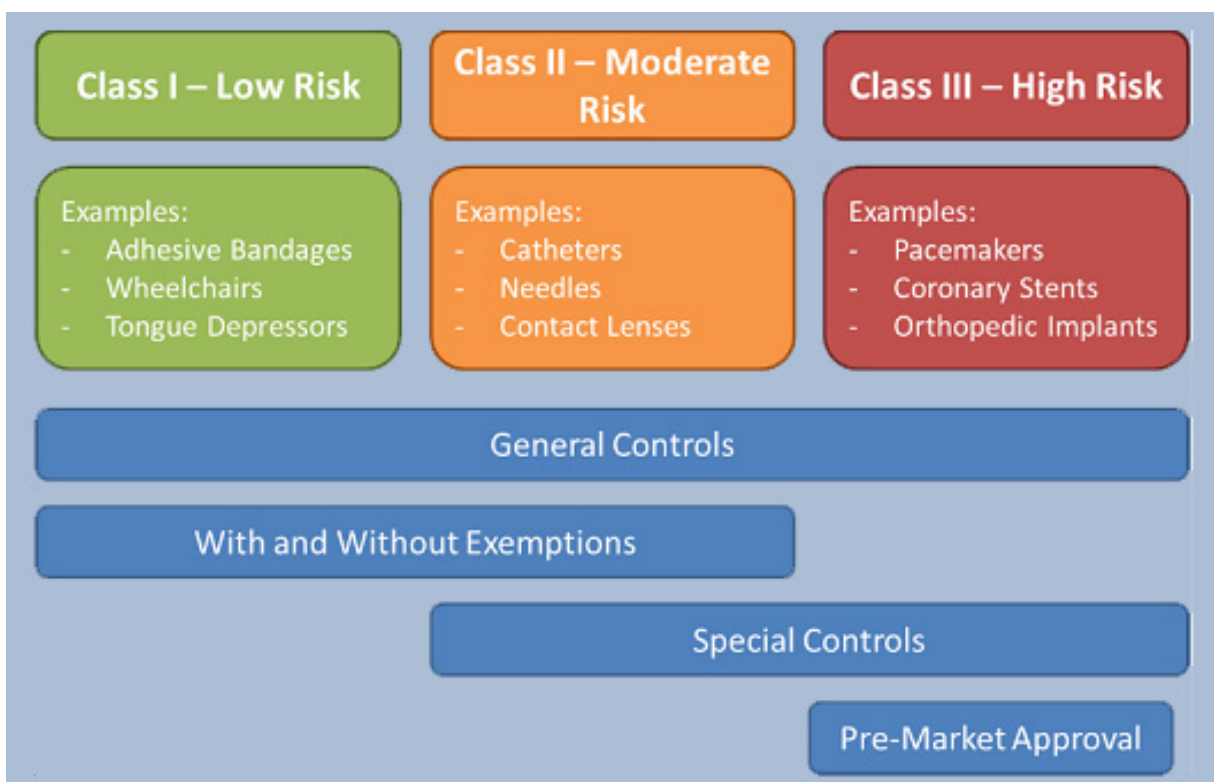 Class I – Low Risk
Class II – Moderate
Risk
Class III – High Risk
Examples:
- Adhesive Bandages
- Wheelchairs
- Tongue Depressors
Examples:
- Catheters
- Needles
- Contact Lenses
Examples:
- Pacemakers
- Coronary Stents
- Orthopedic Implants
General Controls
With and Without Exemptions
Special Controls
Pre-Market Approval